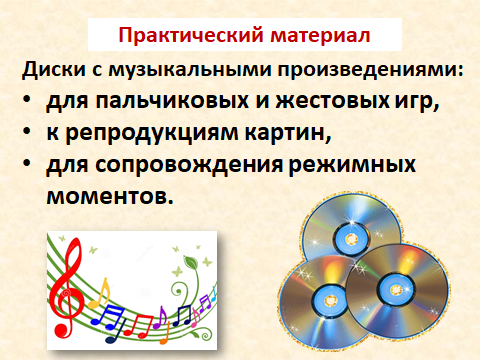 Практический материал
Диски с музыкальными произведениями:
• для пальчиковых и жестовых игр,
• к репродукциям картин,
• для сопровождения режимных
моментов.